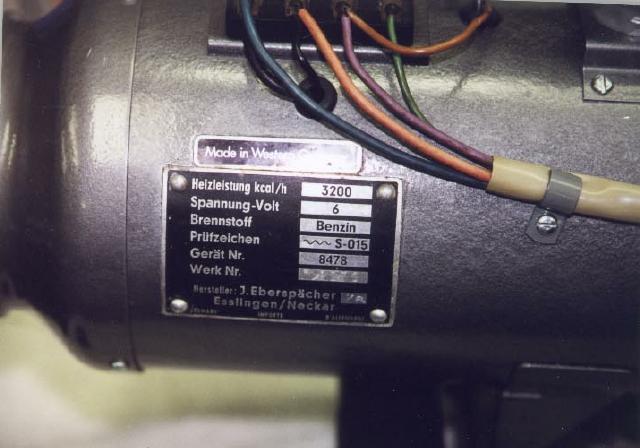 Made in Western
Heizleistung kcal/h 3200
Spannung-Volt 6
Brennstoff Benzin
Prüfzeichen S-015
Gerät Nr. 8478
Werk Nr.
Hersteller: J. Eberspächer
Esslingen/Neckar